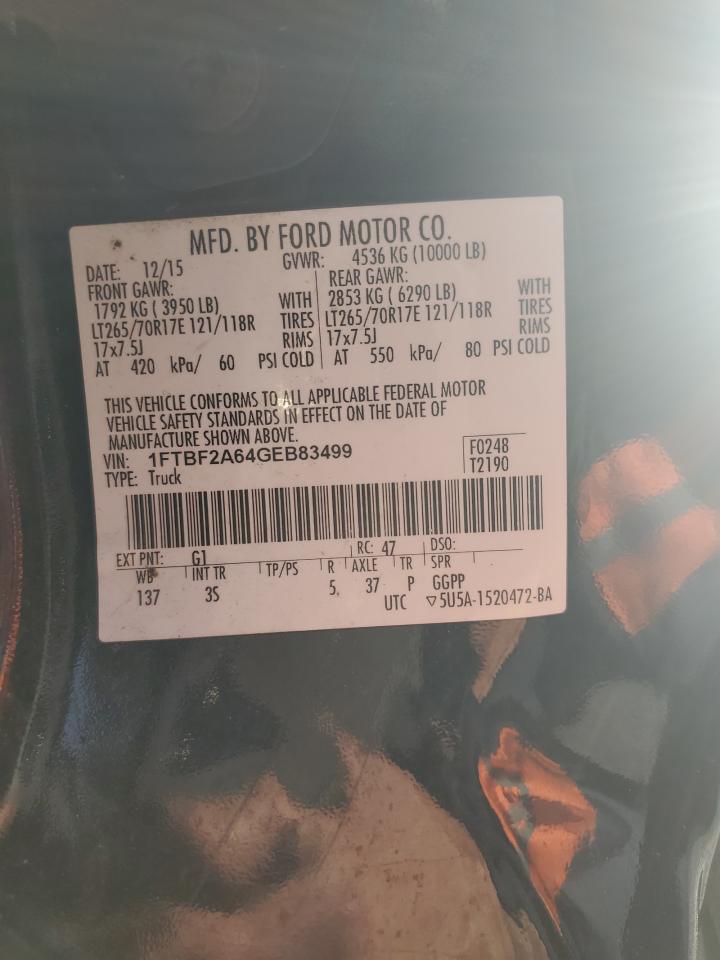 MFD. BY FORD MOTOR CO.
DATE: 12/15 GVWR: 4536 KG (10000 LB)
FRONT GAWR: REAR GAWR:
1792 KG ( 3950 LB) WITH 2853 KG ( 6290 LB) WITH
LT265/70R17E 121/118R TIRES LT265/70R17E 121/118R TIRES
17x7.5J RIMS 17x7.5J RIMS
AT 420 kPa/ 60 PSI COLD AT 550 kPa/ 80 PSI COLD
THIS VEHICLE CONFORMS TO ALL APPLICABLE FEDERAL MOTOR
VEHICLE SAFETY STANDARDS IN EFFECT ON THE DATE OF
MANUFACTURE SHOWN ABOVE.
VIN: 1FTBF2A64GEB83499 F0248
TYPE: Truck T2190
EXT PNT: G1 RC: 47 DSO:
WB INT TR TP/PS R AXLE TR SPR
137 3S 5 37 P GGPP
UTC ▽5U5A-1520472-BA